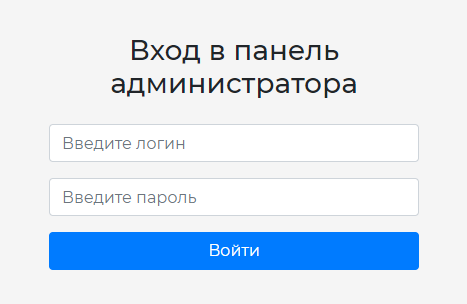 Вход в панель
администратора
Введите логин
Введите пароль
Войти